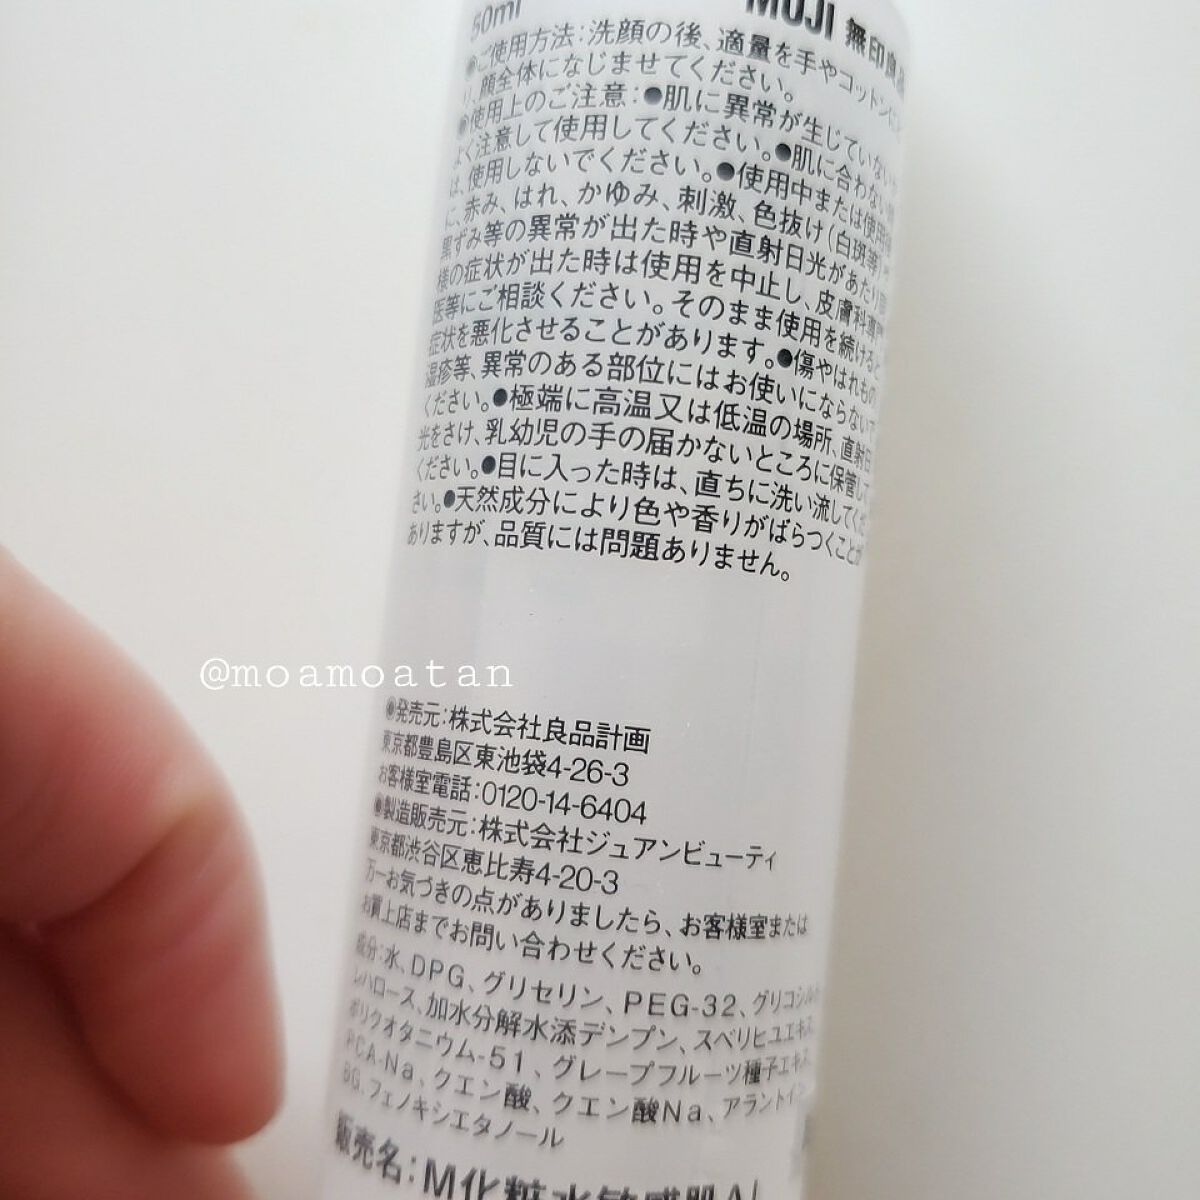 50ml
MUJI 無印良品
●ご使用方法:洗顔の後、適量を手やコットンに
り、顔全体になじませてください。
●使用上のご注意:●肌に異常が生じていないか
よく注意して使用してください。●肌に合わない時
は、使用しないでください。●使用中または使用後
に、赤み、はれ、かゆみ、刺激、色抜け(白斑等)や
黒ずみ等の異常が出た時や直射日光があたり同
様の症状が出た時は使用を中止し、皮膚科専門
医等にご相談ください。そのまま使用を続けると
症状を悪化させることがあります。●傷やはれもの、
湿疹等、異常のある部位にはお使いにならないで
ください。●極端に高温又は低温の場所、直射日
光をさけ、乳幼児の手の届かないところに保管して
ください。●目に入った時は、直ちに洗い流してくだ
さい。●天然成分により色や香りがばらつくことが
ありますが、品質には問題ありません。
@moamoatan
●発売元:株式会社良品計画
東京都豊島区東池袋4-26-3
お客様室電話:0120-14-6404
●製造販売元:株式会社ジュアンビューティ
東京都渋谷区恵比寿4-20-3
万一お気づきの点がありましたら、お客様室または
お買上店までお問い合わせください。
成分:水、DPG、グリセリン、PEG-32、グリコシルト
レハロース、加水分解水添デンプン、スベリヒユエキス、
ポリクオタニウム-51、グレープフルーツ種子エキス、
PCA-Na、クエン酸、クエン酸Na、アラントイン、
BG、フェノキシエタノール
販売名:M化粧水敏感肌A